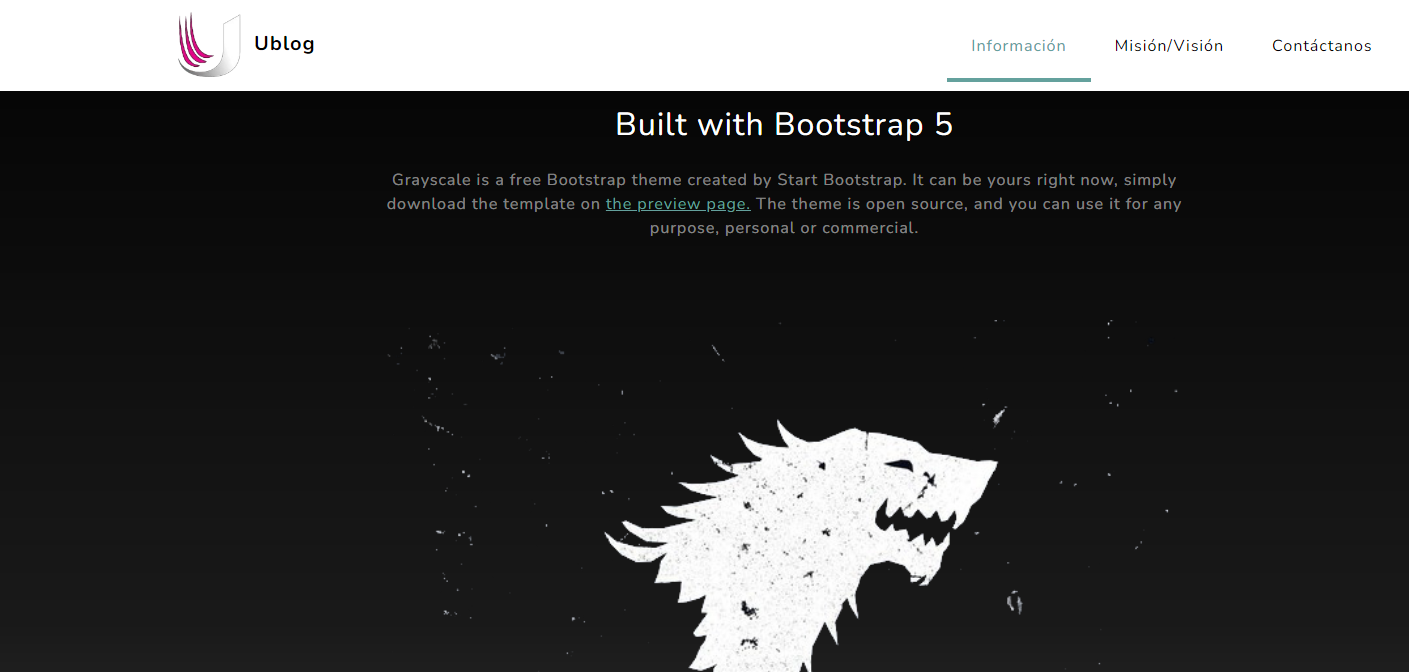 Ublog
Información
Misión/Visión
Contáctanos
Built with Bootstrap 5
Grayscale is a free Bootstrap theme created by Start Bootstrap. It can be yours right now, simply
download the template on the preview page. The theme is open source, and you can use it for any
purpose, personal or commercial.